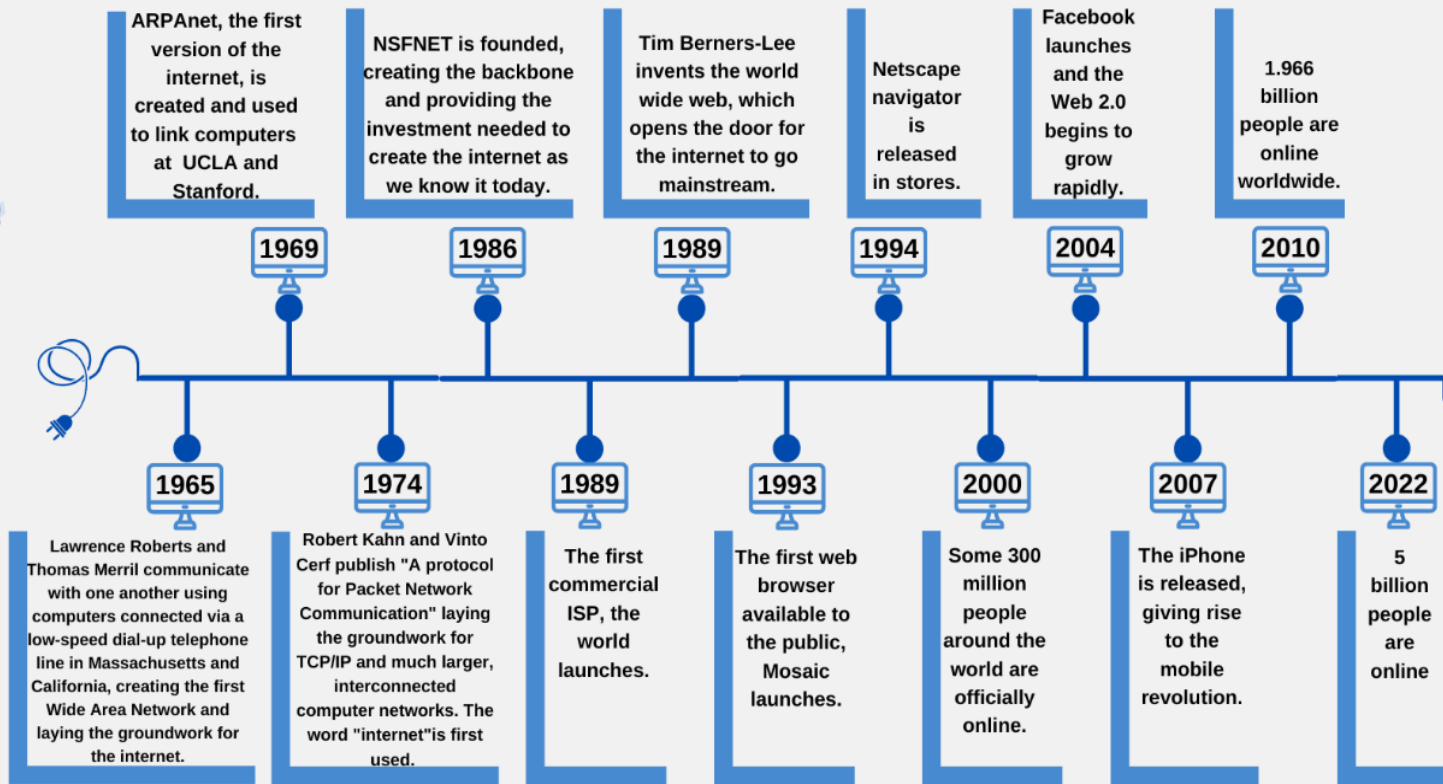 ARPAnet, the first
version of the
internet, is
created and used
to link computers
at UCLA and
Stanford.
1969
NSFNET is founded,
creating the backbone
and providing the
investment needed to
create the internet as
we know it today.
1986
Tim Berners-Lee
invents the world
wide web, which
opens the door for
the internet to go
mainstream.
1989
Netscape
navigator
is
released
in stores.
1994
Facebook
launches
and the
Web 2.0
begins to
grow
rapidly.
2004
1.966
billion
people are
online
worldwide.
2010
1965
Lawrence Roberts and
Thomas Merril communicate
with one another using
computers connected via a
low-speed dial-up telephone
line in Massachusetts and
California, creating the first
Wide Area Network and
laying the groundwork for
the internet.
1974
Robert Kahn and Vinto
Cerf publish "A protocol
for Packet Network
Communication" laying
the groundwork for
TCP/IP and much larger,
interconnected
computer networks. The
word "internet"is first
used.
1989
The first
commercial
ISP, the
world
launches.
1993
The first web
browser
available to
the public,
Mosaic
launches.
2000
Some 300
million
people
around the
world are
officially
online.
2007
The iPhone
is released,
giving rise
to the
mobile
revolution.
2022
5
billion
people
are
online